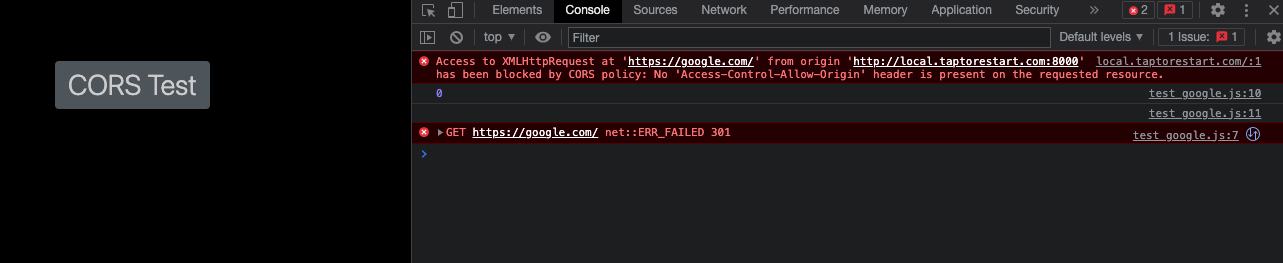 Elements Console Sources Network Performance Memory Application Security » 2 1
top ▼ Filter Default levels ▼ 1 Issue: 1
CORS Test
Access to XMLHttpRequest at 'https://google.com/' from origin 'http://local.taptorestart.com:8000' local.taptorestart.com/:1
has been blocked by CORS policy: No 'Access-Control-Allow-Origin' header is present on the requested resource.
0 test_google.js:10
test_google.js:11
GET https://google.com/ net::ERR_FAILED 301 test_google.js:7